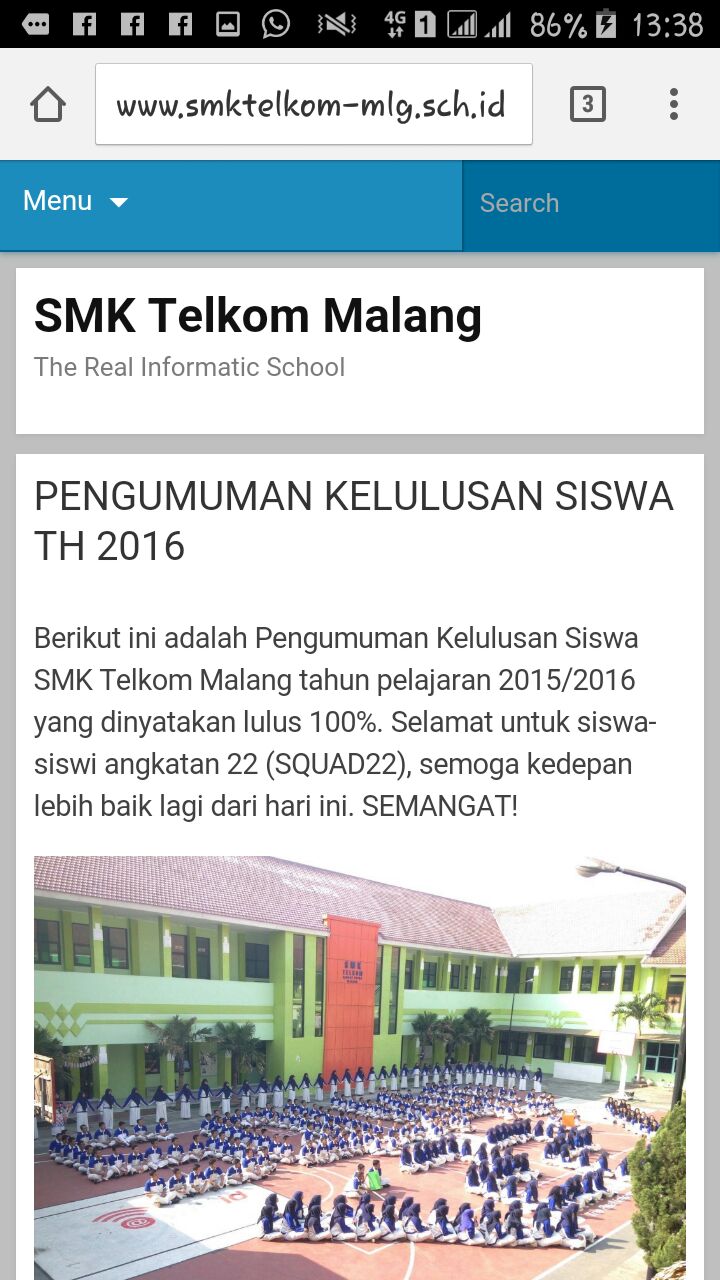 4G 1 86% 13:38
www.smktelkom-mlg.sch.id 3
Menu Search
SMK Telkom Malang
The Real Informatic School
PENGUMUMAN KELULUSAN SISWA
TH 2016
Berikut ini adalah Pengumuman Kelulusan Siswa
SMK Telkom Malang tahun pelajaran 2015/2016
yang dinyatakan lulus 100%. Selamat untuk siswa-
siswi angkatan 22 (SQUAD22), semoga kedepan
lebih baik lagi dari hari ini. SEMANGAT!
SMK
TELKOM